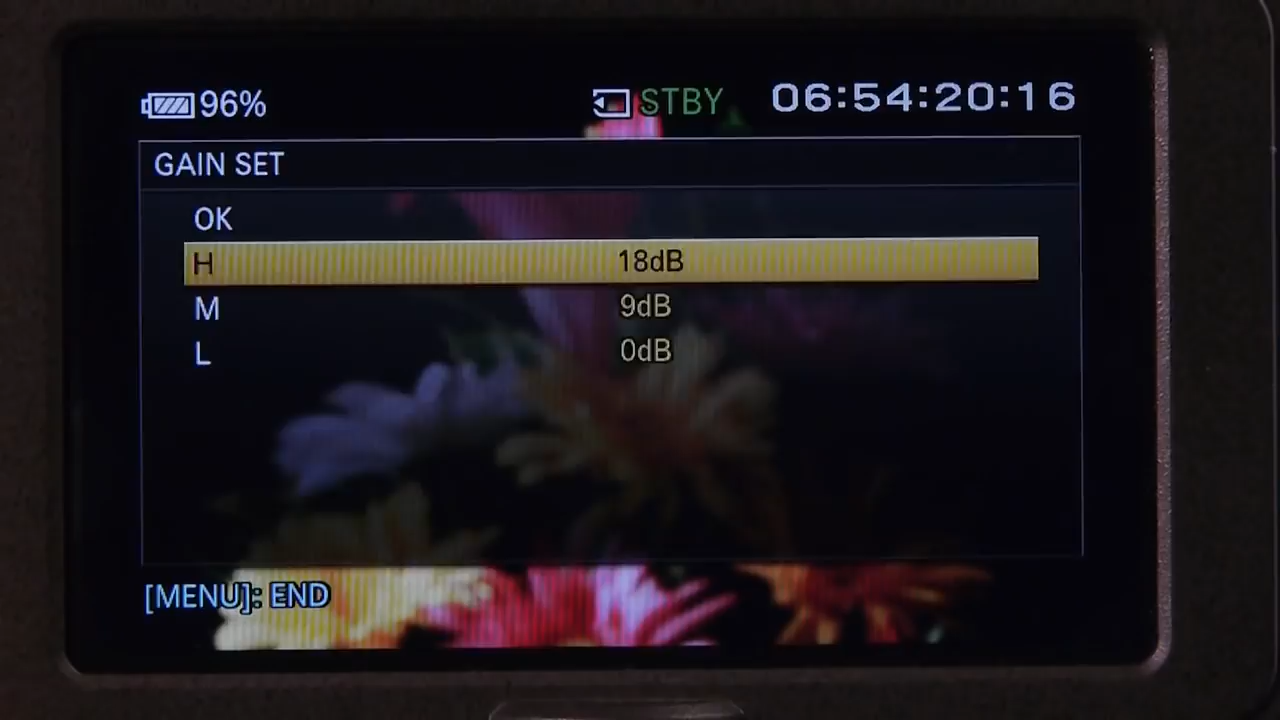 96% STBY 06:54:20:16
GAIN SET
OK
H 18dB
M 9dB
L 0dB
[MENU]: END